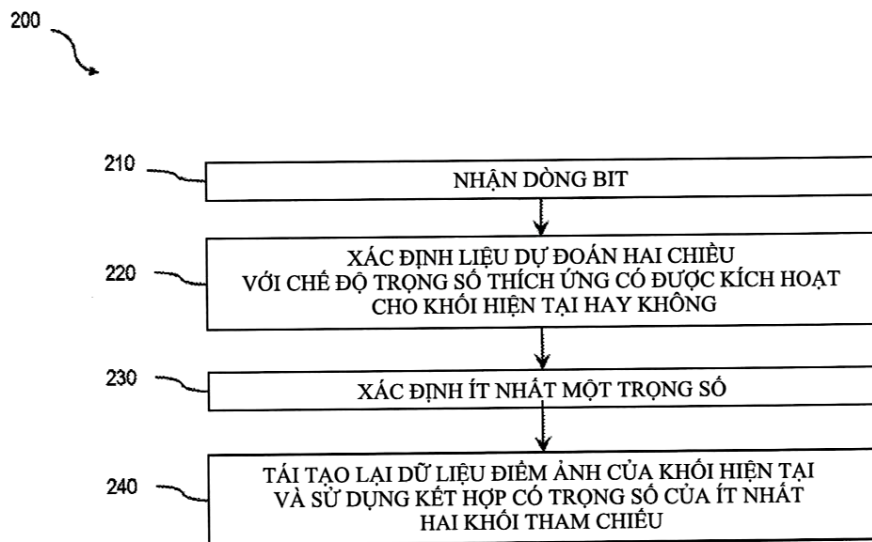 200
210
NHẬN DÒNG BIT
220
XÁC ĐỊNH LIỆU DỰ ĐOÁN HAI CHIỀU
VỚI CHẾ ĐỘ TRỌNG SỐ THÍCH ỨNG CÓ ĐƯỢC KÍCH HOẠT
CHO KHỐI HIỆN TẠI HAY KHÔNG
230
XÁC ĐỊNH ÍT NHẤT MỘT TRỌNG SỐ
240
TÁI TẠO LẠI DỮ LIỆU ĐIỂM ẢNH CỦA KHỐI HIỆN TẠI
VÀ SỬ DỤNG KẾT HỢP CÓ TRỌNG SỐ CỦA ÍT NHẤT
HAI KHỐI THAM CHIẾU